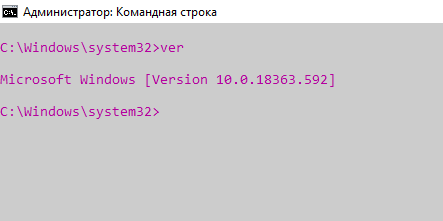 Администратор: Командная строка
C:\Windows\system32>ver
Microsoft Windows [Version 10.0.18363.592]
C:\Windows\system32>